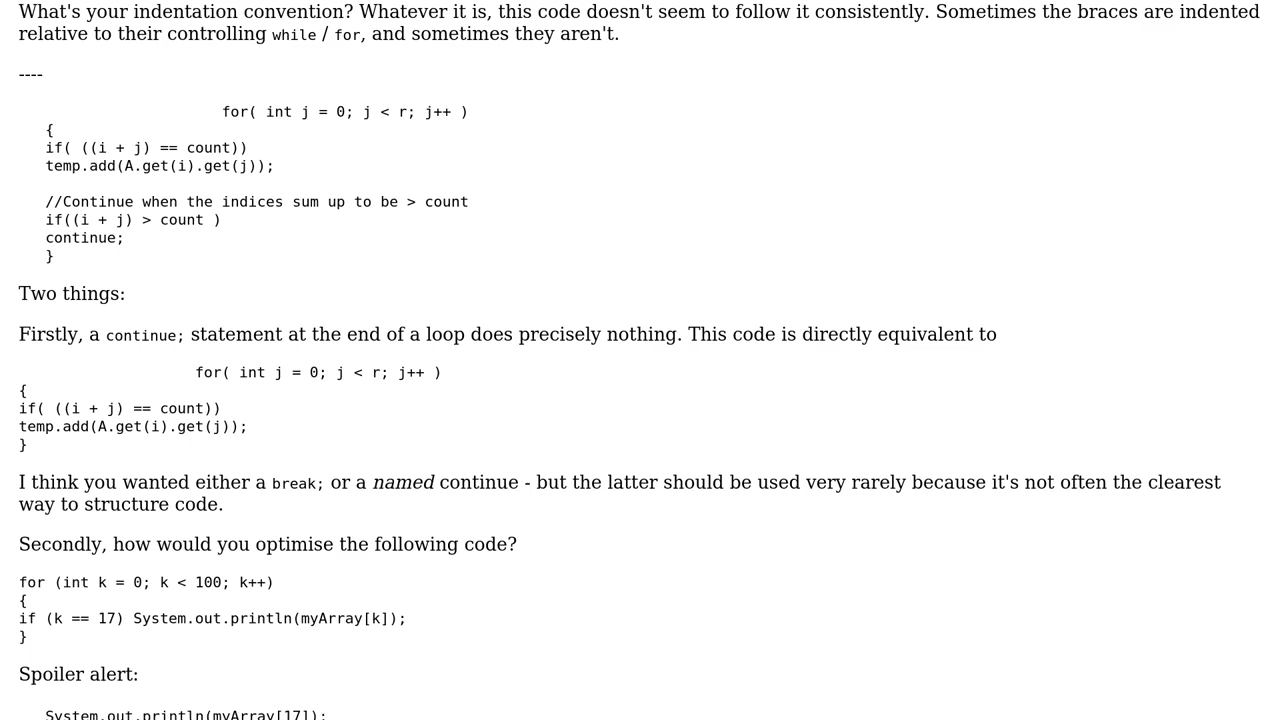 What's your indentation convention? Whatever it is, this code doesn't seem to follow it consistently. Sometimes the braces are indented
relative to their controlling while / for, and sometimes they aren't.
----
for( int j = 0; j < r; j++ )
{
if( ((i + j) == count))
temp.add(A.get(i).get(j));
//Continue when the indices sum up to be > count
if((i + j) > count )
continue;
}
Two things:
Firstly, a continue; statement at the end of a loop does precisely nothing. This code is directly equivalent to
for( int j = 0; j < r; j++ )
{
if( ((i + j) == count))
temp.add(A.get(i).get(j));
}
I think you wanted either a break; or a named continue - but the latter should be used very rarely because it's not often the clearest
way to structure code.
Secondly, how would you optimise the following code?
for (int k = 0; k < 100; k++)
{
if (k == 17) System.out.println(myArray[k]);
}
Spoiler alert:
System.out.println(myArray[17]);